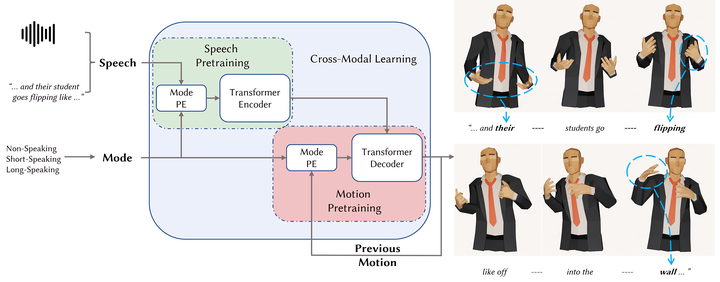 Speech
"... and their student
goes flipping like ..."
Non-Speaking
Short-Speaking
Long-Speaking
Mode
Speech
Pretraining
Cross-Modal Learning
Mode
PE
Transformer
Encoder
Mode
PE
Transformer
Decoder
Motion
Pretraining
Previous
Motion
"... and their ---- students go ---- flipping
like off ---- into the ---- wall ... "